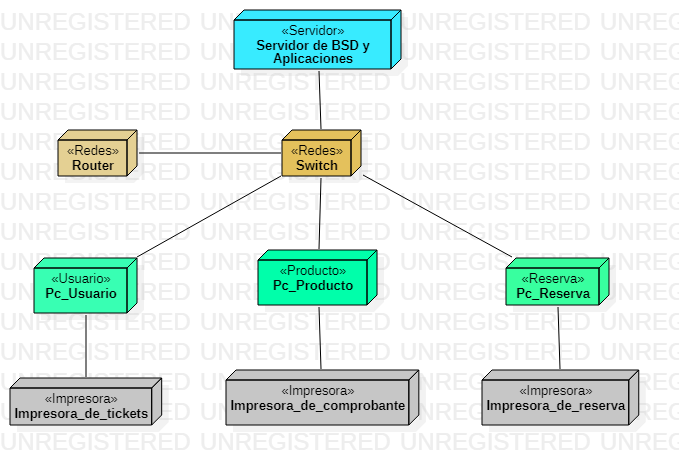 «Servidor»
Servidor de BSD y
Aplicaciones
«Redes»
Router
«Redes»
Switch
«Usuario»
Pc_Usuario
«Producto»
Pc_Producto
«Reserva»
Pc_Reserva
«Impresora»
Impresora_de_tickets
«Impresora»
Impresora_de_comprobante
«Impresora»
Impresora_de_reserva
UNREGISTERED